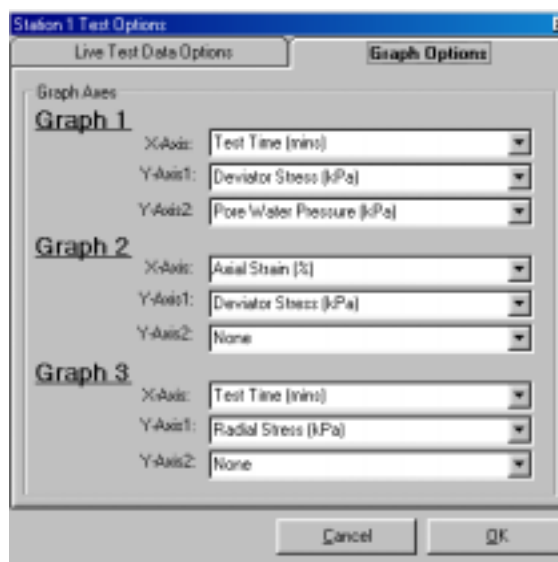 Station 1 Test Options
Live Test Data Options
Graph Options
Graph Axes
Graph 1
X-Axis: Test Time (mins)
Y-Axis1: Deviator Stress (kPa)
Y-Axis2: Pore Water Pressure (kPa)
Graph 2
X-Axis: Axial Strain (%)
Y-Axis1: Deviator Stress (kPa)
Y-Axis2: None
Graph 3
X-Axis: Test Time (mins)
Y-Axis1: Radial Stress (kPa)
Y-Axis2: None
Cancel OK